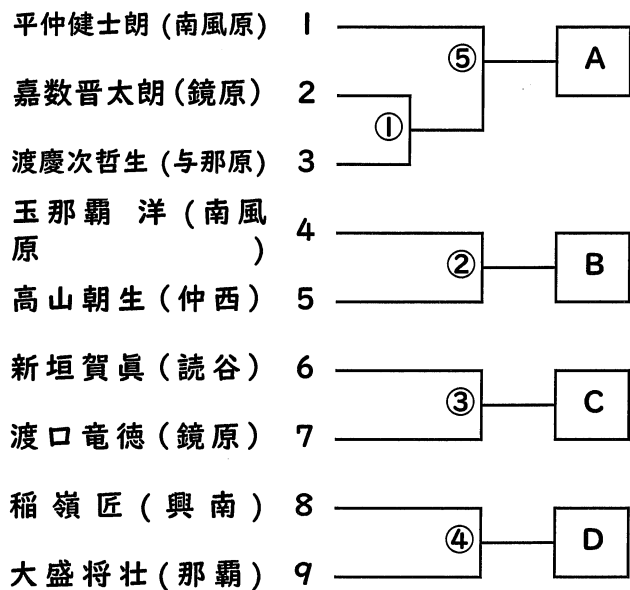 平仲健士朗(南風原) 1
⑤ A
嘉数晋太朗(鏡原) 2
①
渡慶次哲生(与那原) 3
玉那覇 洋(南風
原) 4
② B
高山朝生(仲西) 5
新垣賀眞(読谷) 6
③ C
渡口竜徳(鏡原) 7
稲嶺匠(興南) 8
④ D
大盛将壮(那覇) 9